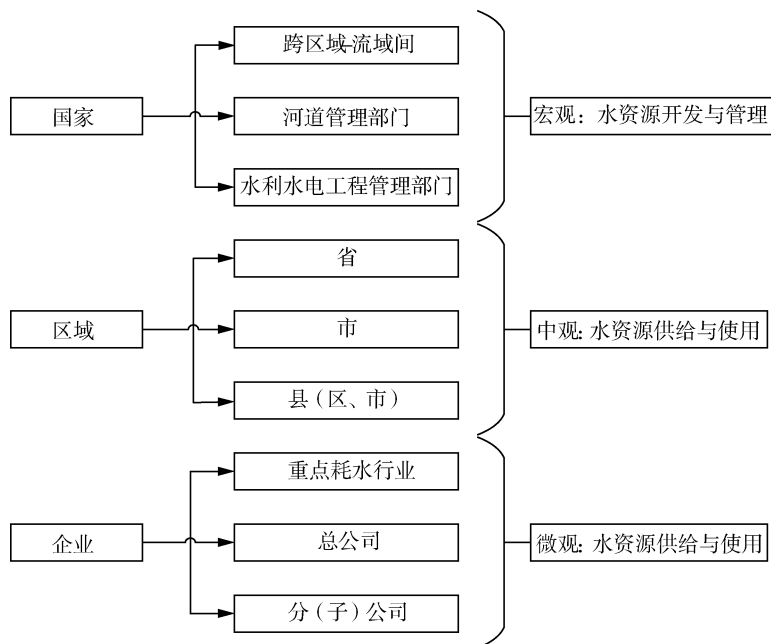 跨区域-流域间
国家
河道管理部门
宏观：水资源开发与管理
水利水电工程管理部门
省
区域
市
中观：水资源供给与使用
县（区、市）
重点耗水行业
企业
总公司
微观：水资源供给与使用
分（子）公司